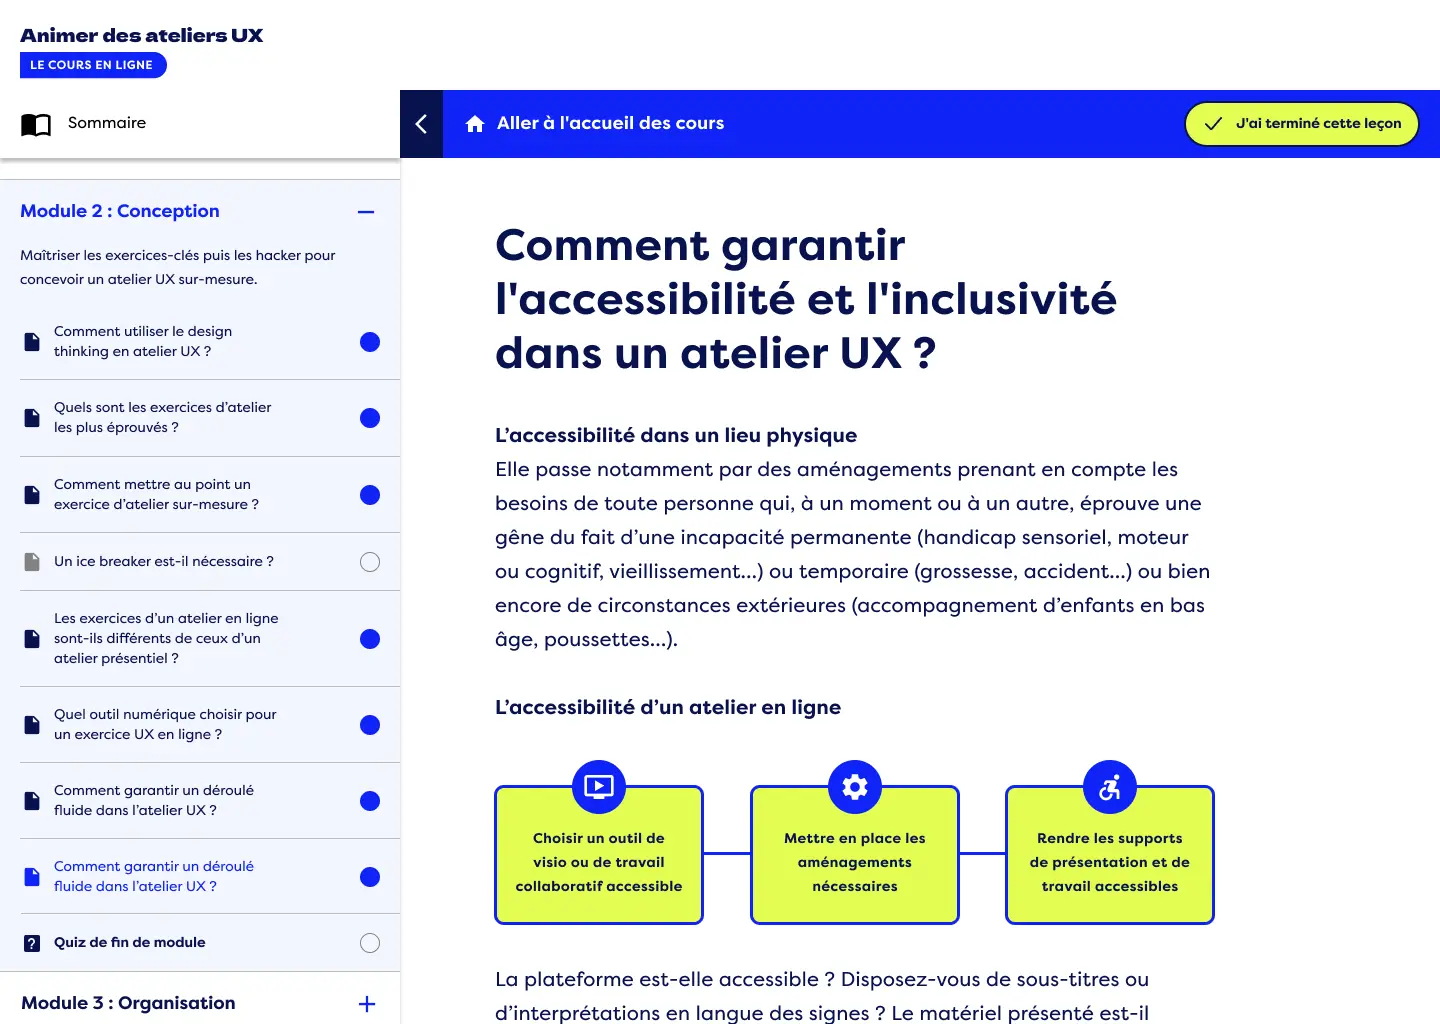 Animer des ateliers UX
LE COURS EN LIGNE
Sommaire
Module 2 : Conception
Maîtriser les exercices-clés puis les hacker pour
concevoir un atelier UX sur-mesure.
Comment utiliser le design
thinking en atelier UX ?
Quels sont les exercices d’atelier
les plus éprouvés ?
Comment mettre au point un
exercice d’atelier sur-mesure ?
Un ice breaker est-il nécessaire ?
Les exercices d’un atelier en ligne
sont-ils différents de ceux d’un
atelier présentiel ?
Quel outil numérique choisir pour
un exercice UX en ligne ?
Comment garantir un déroulé
fluide dans l’atelier UX ?
Comment garantir un déroulé
fluide dans l’atelier UX ?
Quiz de fin de module
Module 3 : Organisation
Aller à l'accueil des cours
J'ai terminé cette leçon
Comment garantir
l'accessibilité et l'inclusivité
dans un atelier UX ?
L’accessibilité dans un lieu physique
Elle passe notamment par des aménagements prenant en compte les
besoins de toute personne qui, à un moment ou à un autre, éprouve une
gêne du fait d’une incapacité permanente (handicap sensoriel, moteur
ou cognitif, vieillissement...) ou temporaire (grossesse, accident...) ou bien
encore de circonstances extérieures (accompagnement d’enfants en bas
âge, poussettes...).
L’accessibilité d’un atelier en ligne
Choisir un outil de
visio ou de travail
collaboratif accessible
Mettre en place les
aménagements
nécessaires
Rendre les supports
de présentation et de
travail accessibles
La plateforme est-elle accessible ? Disposez-vous de sous-titres ou
d’interprétations en langue des signes ? Le matériel présenté est-il